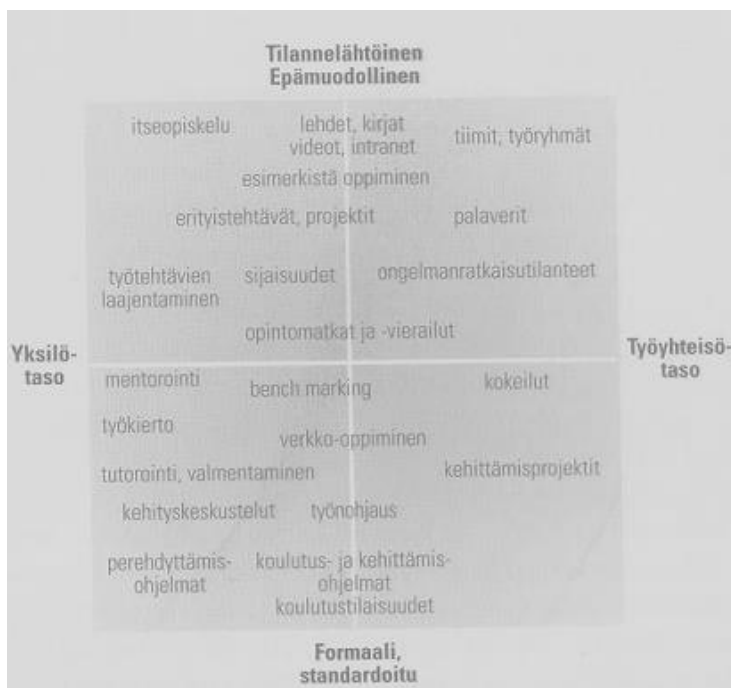 Tilannelähtöinen
Epämuodollinen
itseopiskelu
lehdet, kirjat
videot, intranet
tiimit, työryhmät
esimerkistä oppiminen
erityistehtävät, projektit
palaverit
työtehtävien
laajentaminen
sijaisuudet
ongelmanratkaisutilanteet
opintomatkat ja -vierailut
Yksilö-
taso
Työyhteisö-
taso
mentorointi
bench marking
kokeilut
työkierto
verkko-oppiminen
tutorointi, valmentaminen
kehittämisprojektit
kehityskeskustelut
työnohjaus
perehdyttämis-
ohjelmat
koulutus- ja kehittämis-
ohjelmat
koulutustilaisuudet
Formaali,
standardoitu